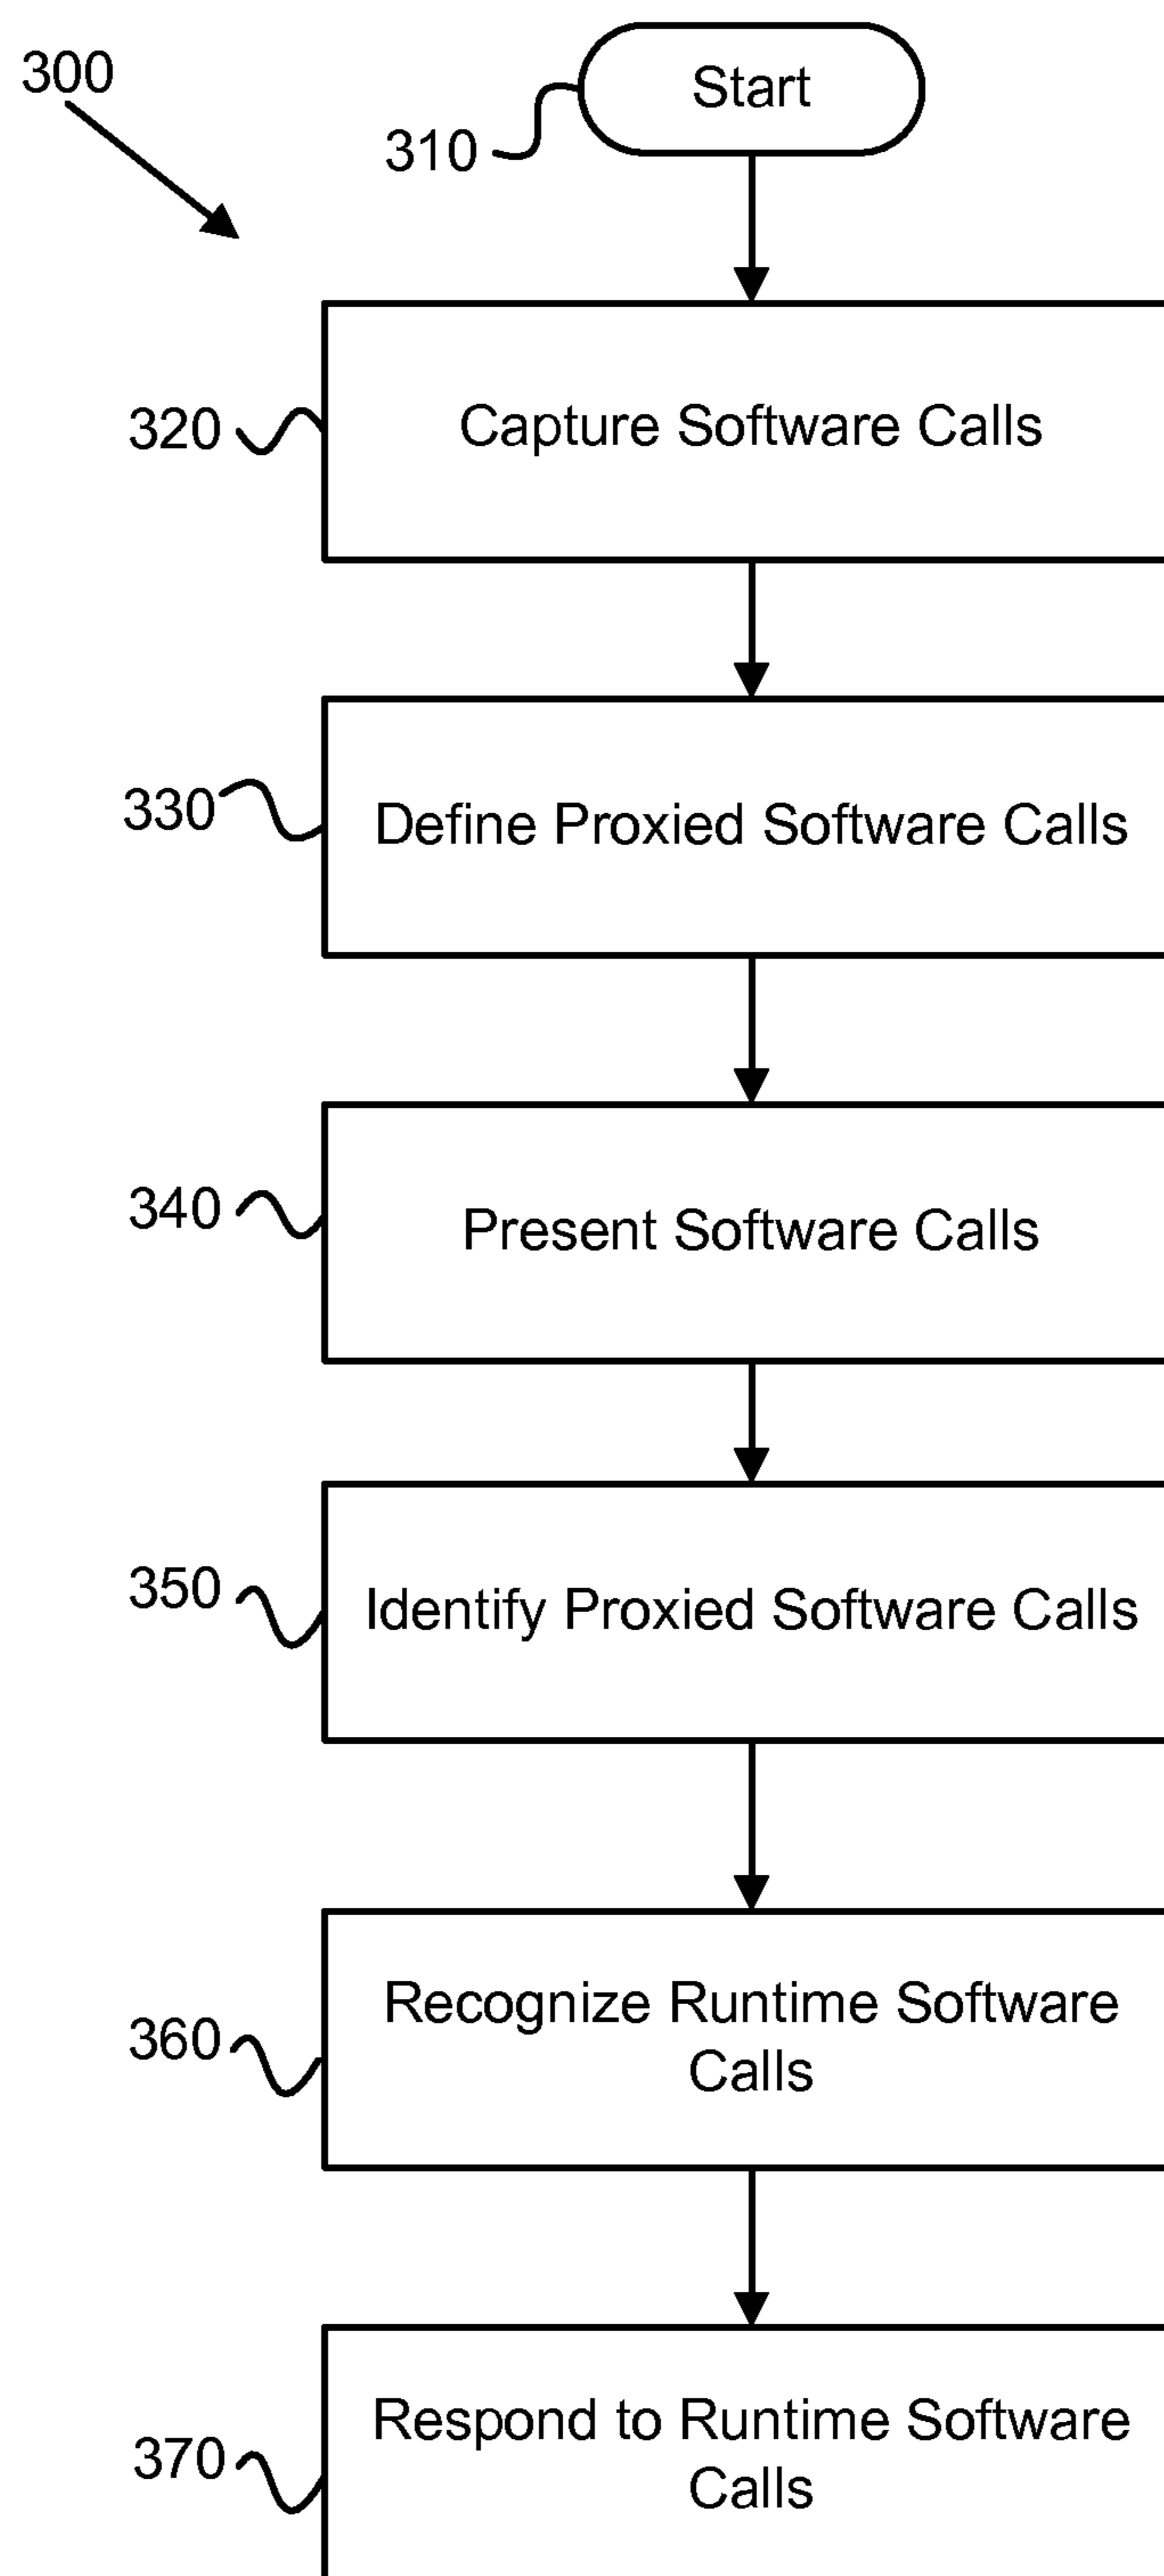 300
Start
310
320
Capture Software Calls
330
Define Proxied Software Calls
340
Present Software Calls
350
Identify Proxied Software Calls
360
Recognize Runtime Software
Calls
370
Respond to Runtime Software
Calls